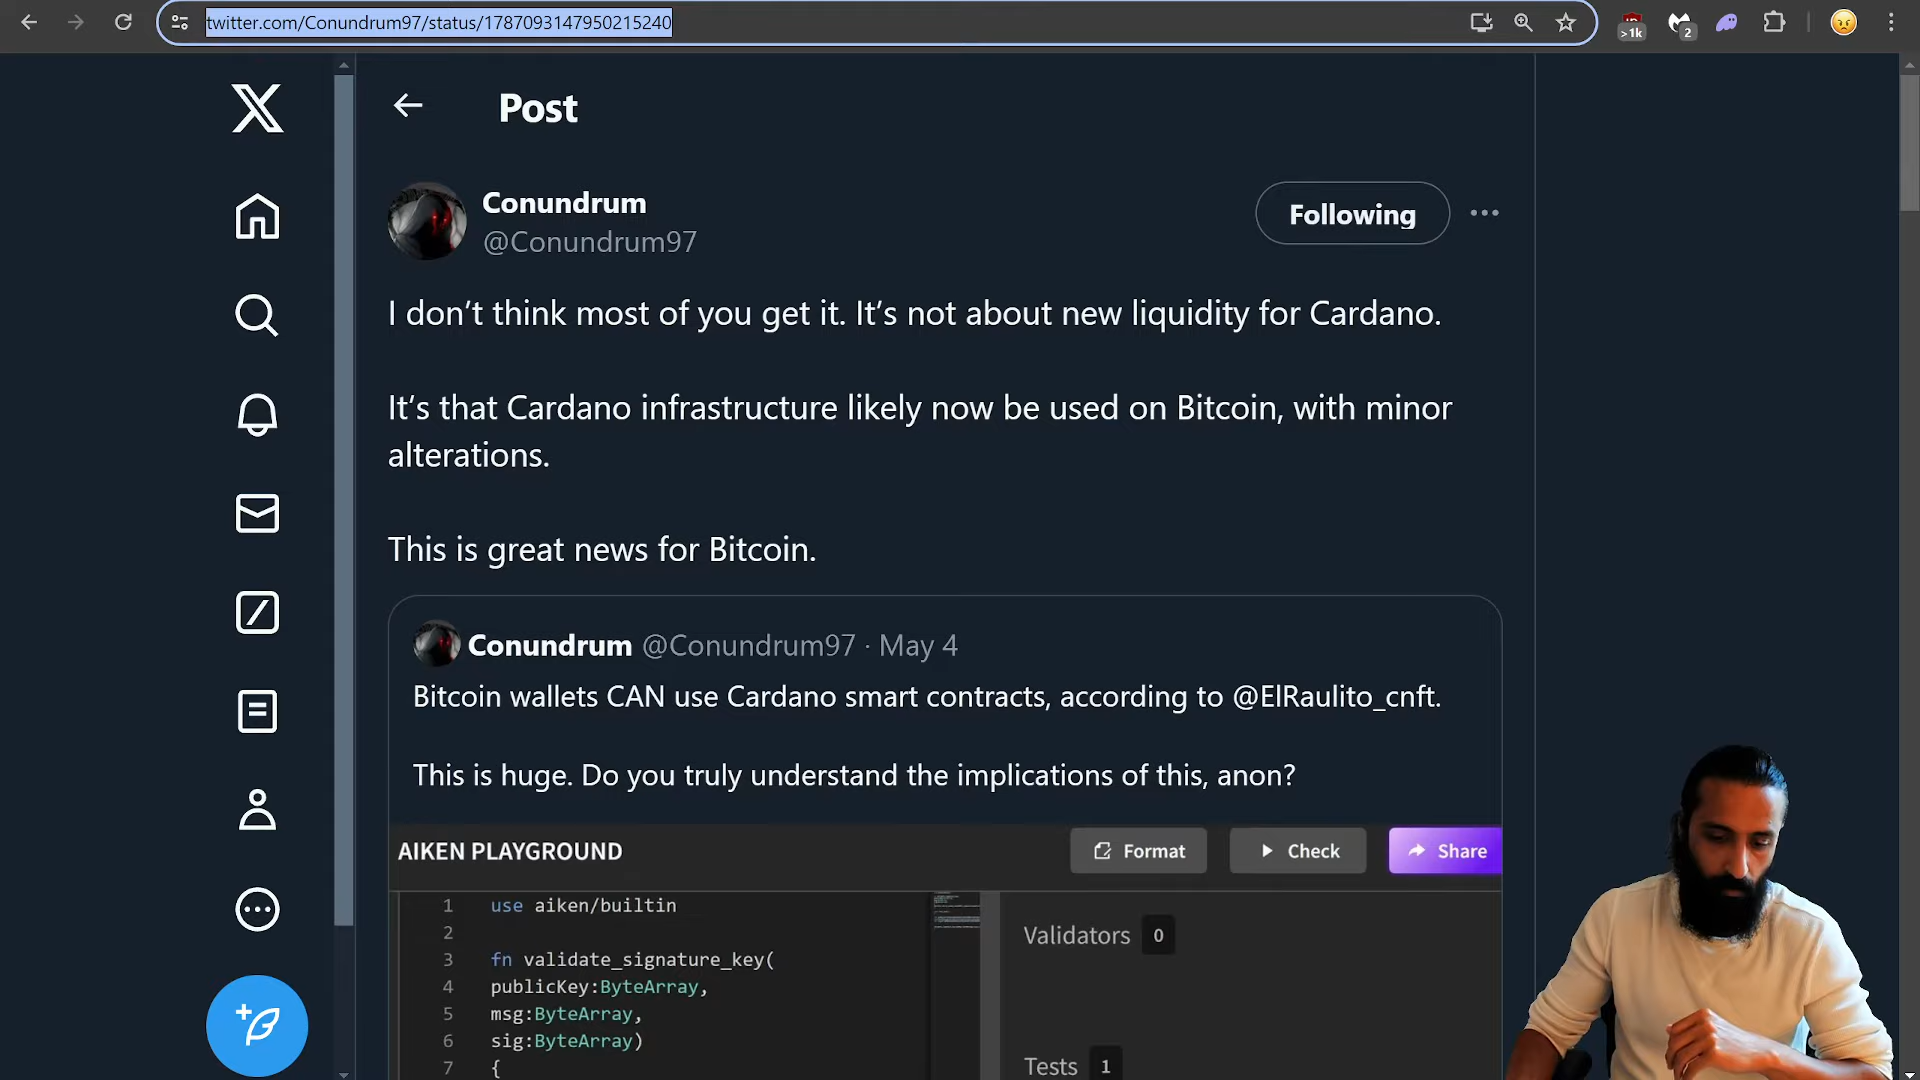 twitter.com/Conundrum97/status/1787093147950215240
>1k
2
Post
Conundrum
@Conundrum97
Following
I don’t think most of you get it. It’s not about new liquidity for Cardano.
It’s that Cardano infrastructure likely now be used on Bitcoin, with minor
alterations.
This is great news for Bitcoin.
Conundrum @Conundrum97 · May 4
Bitcoin wallets CAN use Cardano smart contracts, according to @ElRaulito_cnft.
This is huge. Do you truly understand the implications of this, anon?
AIKEN PLAYGROUND
Format
Check
Share
1 use aiken/builtin
2
3 fn validate_signature_key(
4 publicKey:ByteArray,
5 msg:ByteArray,
6 sig:ByteArray)
7 {
Validators 0
Tests 1